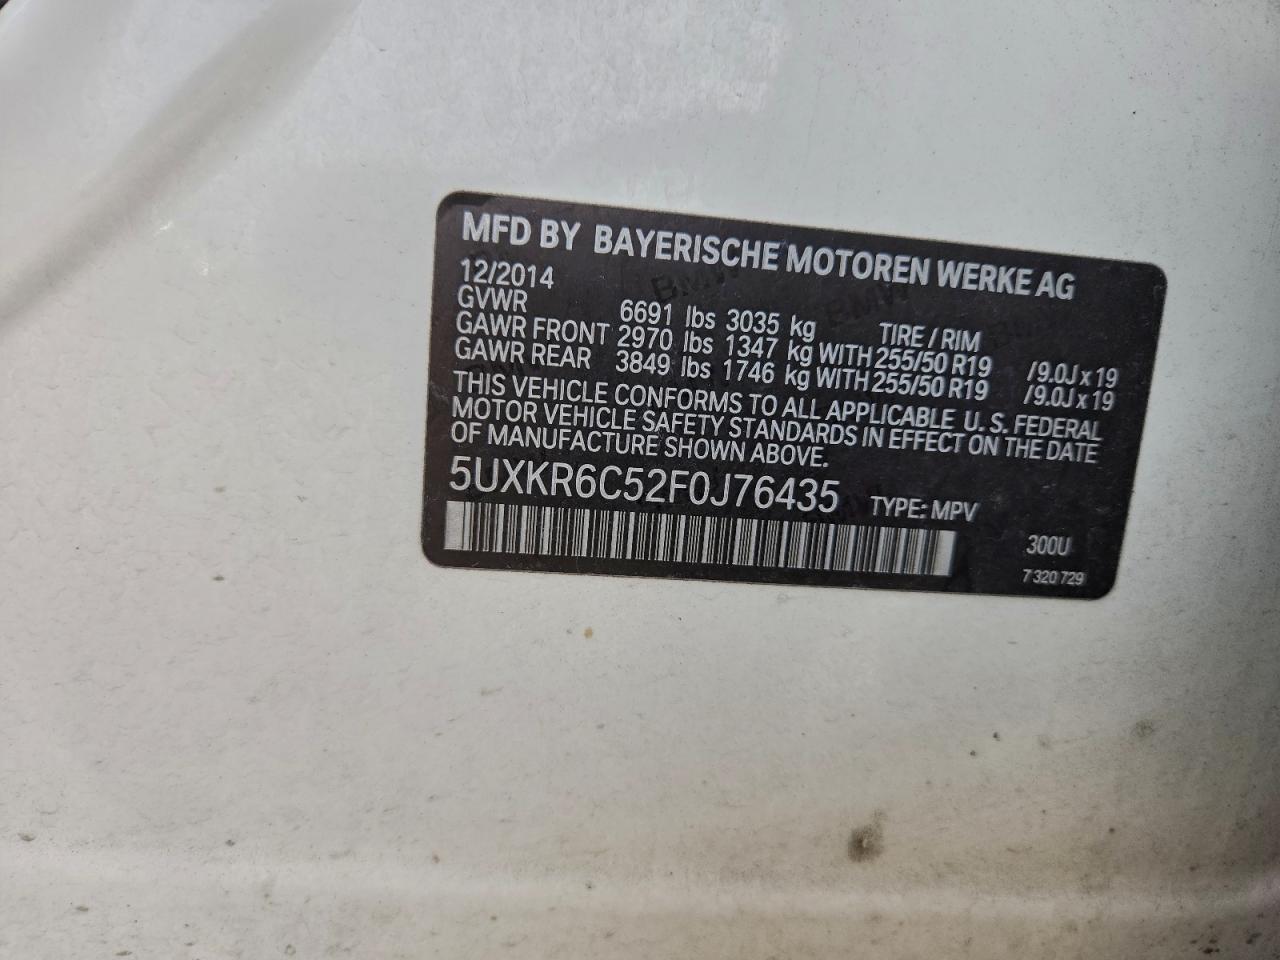 MFD BY BAYERISCHE MOTOREN WERKE AG
12/2014
GVWR 6691 lbs 3035 kg TIRE / RIM
GAWR FRONT 2970 lbs 1347 kg WITH 255/50 R19 /9.0J x 19
GAWR REAR 3849 lbs 1746 kg WITH 255/50 R19 /9.0J x 19
THIS VEHICLE CONFORMS TO ALL APPLICABLE U. S. FEDERAL
MOTOR VEHICLE SAFETY STANDARDS IN EFFECT ON THE DATE
OF MANUFACTURE SHOWN ABOVE.
5UXKR6C52F0J76435 TYPE: MPV
300U
7 320 729